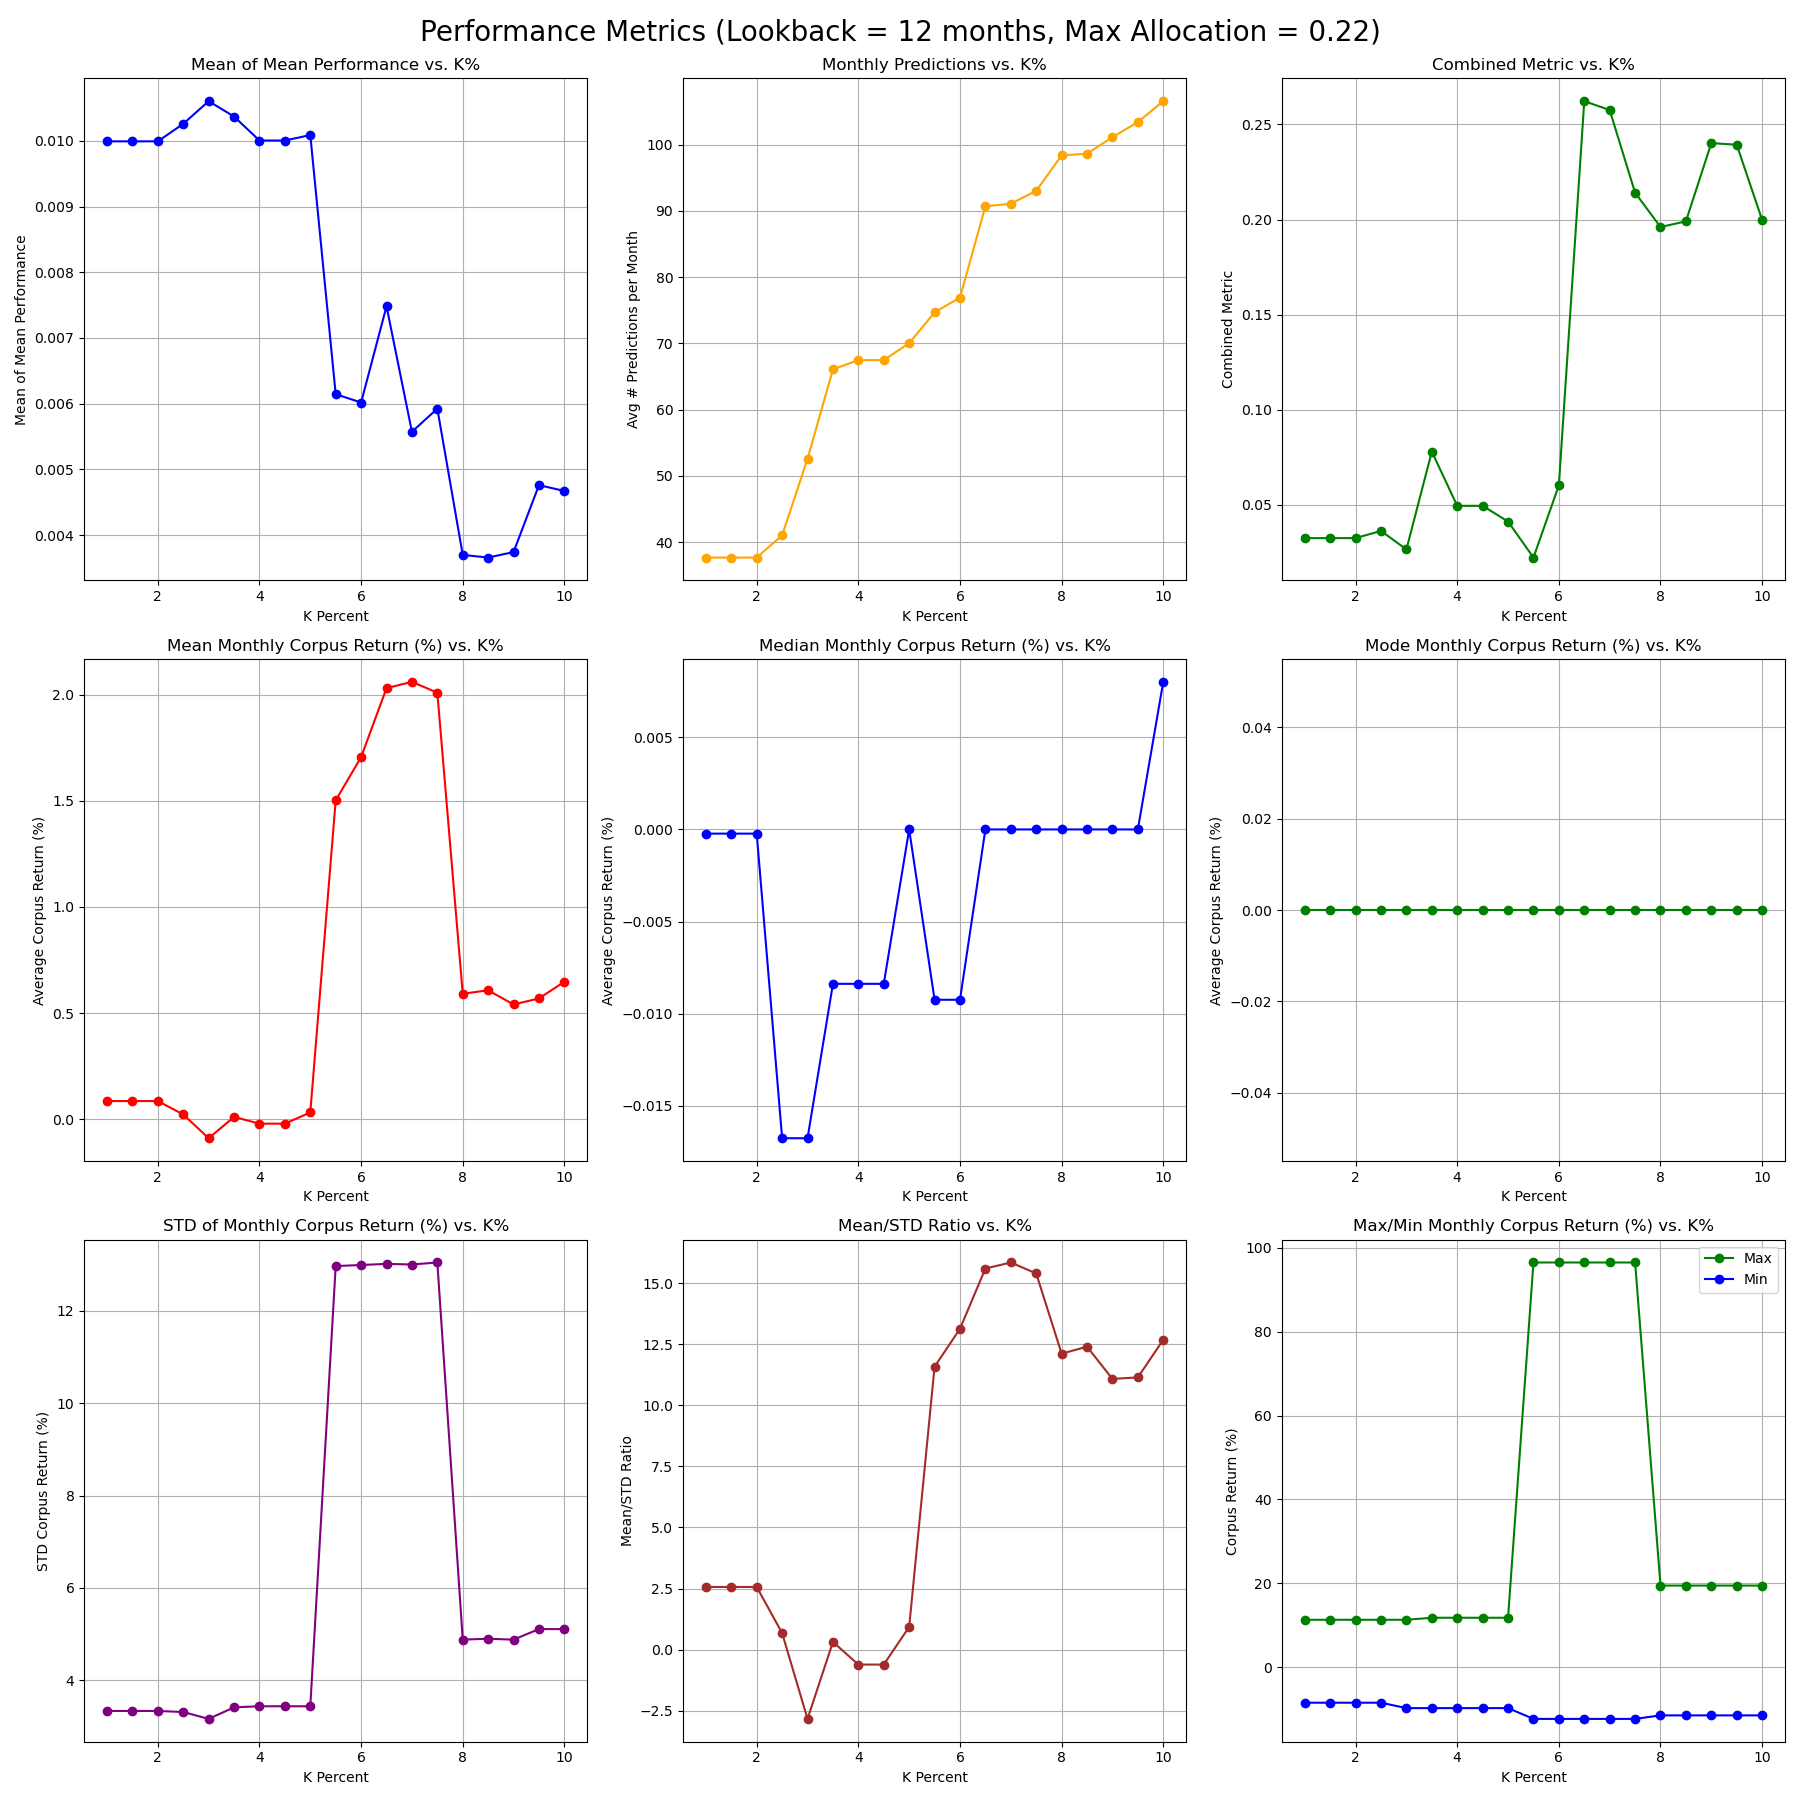 Performance Metrics (Lookback = 12 months, Max Allocation = 0.22)
Mean of Mean Performance vs. K%
Mean of Mean Performance
0.010
0.009
0.008
0.007
0.006
0.005
0.004
2 4 6 8 10
K Percent
Monthly Predictions vs. K%
Avg # Predictions per Month
100
90
80
70
60
50
40
2 4 6 8 10
K Percent
Combined Metric vs. K%
Combined Metric
0.25
0.20
0.15
0.10
0.05
2 4 6 8 10
K Percent
Mean Monthly Corpus Return (%) vs. K%
Average Corpus Return (%)
2.0
1.5
1.0
0.5
0.0
2 4 6 8 10
K Percent
Median Monthly Corpus Return (%) vs. K%
Average Corpus Return (%)
0.005
0.000
−0.005
−0.010
−0.015
2 4 6 8 10
K Percent
Mode Monthly Corpus Return (%) vs. K%
Average Corpus Return (%)
0.04
0.02
0.00
−0.02
−0.04
2 4 6 8 10
K Percent
STD of Monthly Corpus Return (%) vs. K%
STD Corpus Return (%)
12
10
8
6
4
2 4 6 8 10
K Percent
Mean/STD Ratio vs. K%
Mean/STD Ratio
15.0
12.5
10.0
7.5
5.0
2.5
0.0
−2.5
2 4 6 8 10
K Percent
Max/Min Monthly Corpus Return (%) vs. K%
Corpus Return (%)
Max
Min
100
80
60
40
20
0
2 4 6 8 10
K Percent